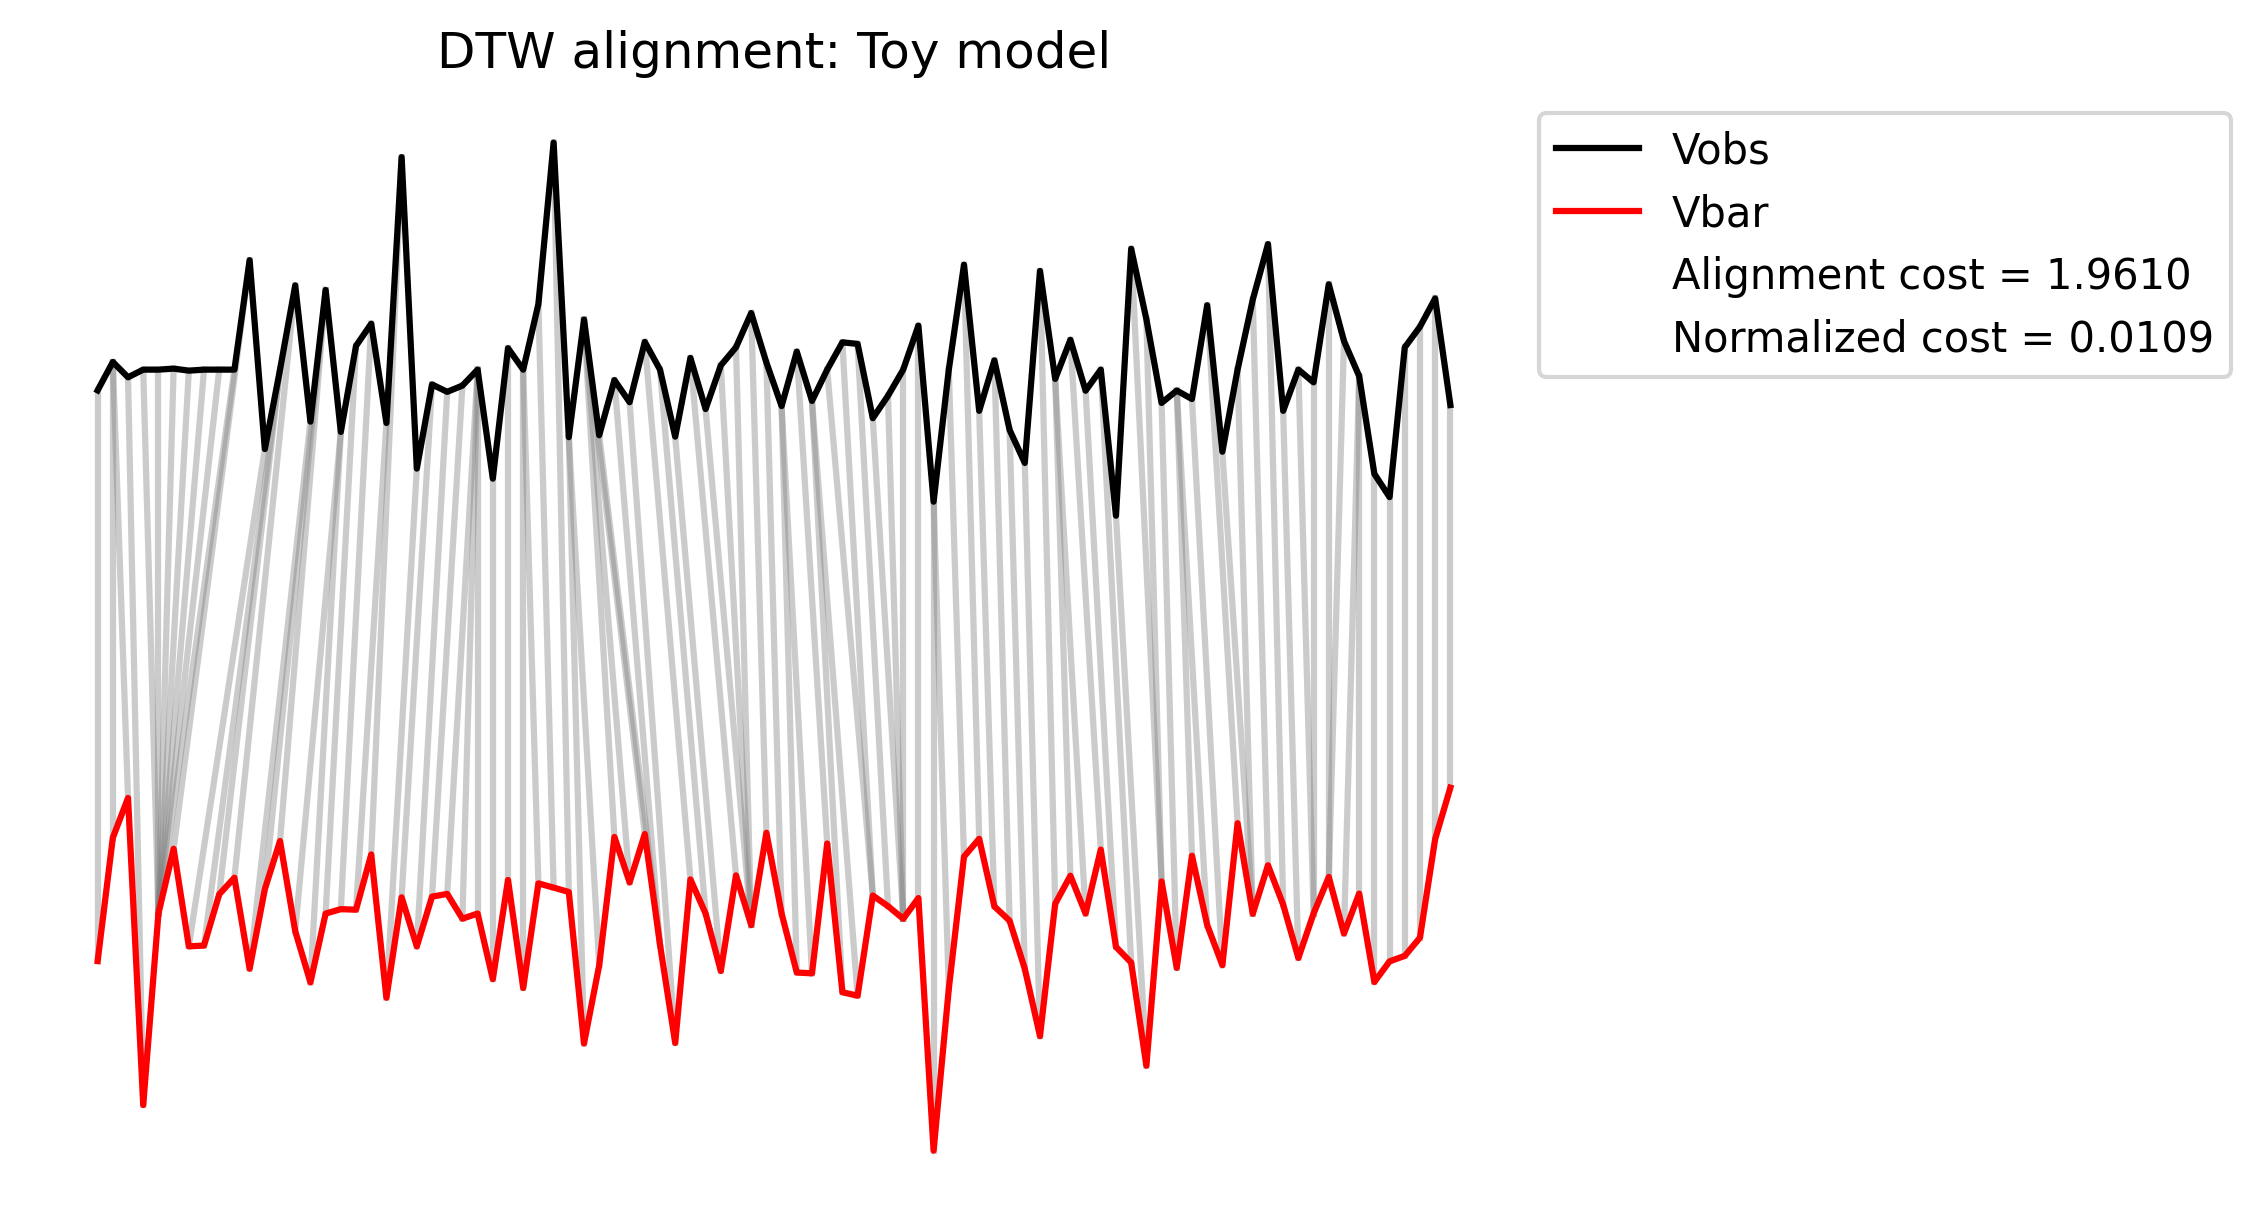 DTW alignment: Toy model
Vobs
Vbar
Alignment cost = 1.9610
Normalized cost = 0.0109